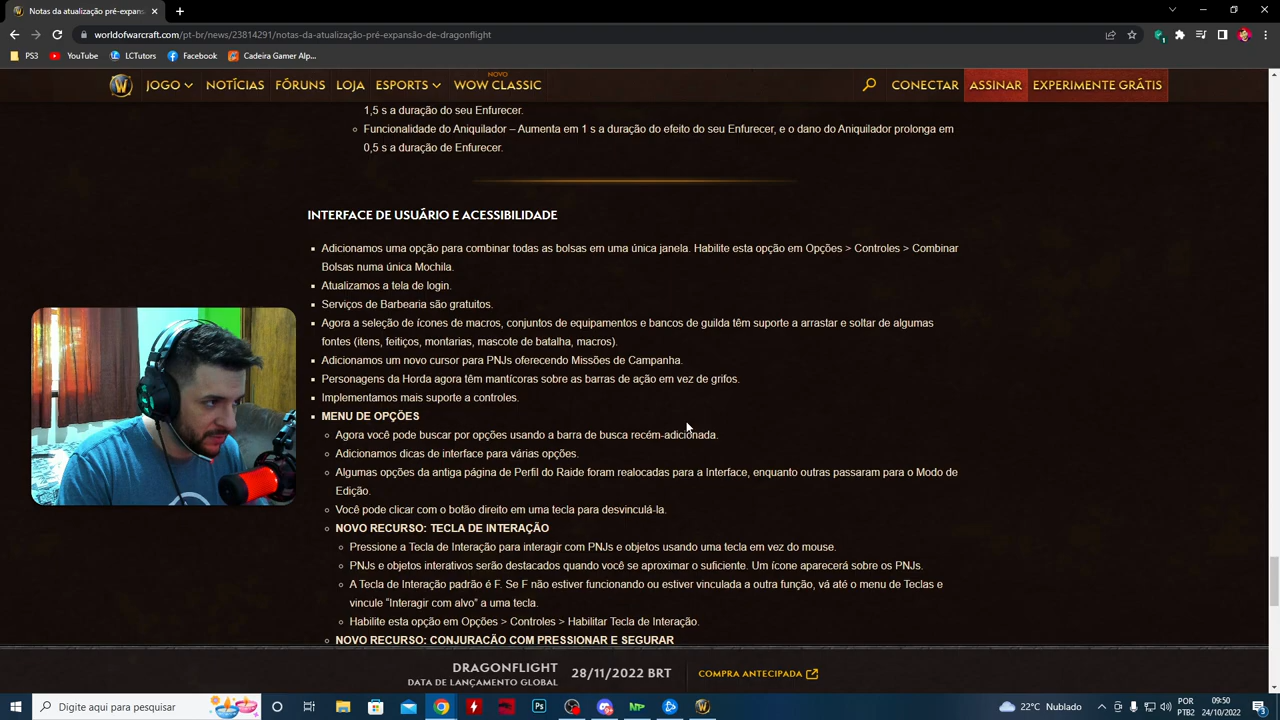 Notas da atualização pré-expans
worldofwarcraft.com/pt-br/news/23814291/notas-da-atualização-pré-expansão-de-dragonflight
PS3 YouTube LCTutors Facebook Cadeira Gamer Alp...
NOVO
JOGO NOTÍCIAS FÓRUNS LOJA ESPORTS WOW CLASSIC CONECTAR ASSINAR EXPERIMENTE GRÁTIS
1,5 s a duração do seu Enfurecer.
Funcionalidade do Aniquilador – Aumenta em 1 s a duração do efeito do seu Enfurecer, e o dano do Aniquilador prolonga em
0,5 s a duração de Enfurecer.
INTERFACE DE USUÁRIO E ACESSIBILIDADE
Adicionamos uma opção para combinar todas as bolsas em uma única janela. Habilite esta opção em Opções > Controles > Combinar
Bolsas numa única Mochila.
Atualizamos a tela de login.
Serviços de Barbearia são gratuitos.
Agora a seleção de ícones de macros, conjuntos de equipamentos e bancos de guilda têm suporte a arrastar e soltar de algumas
fontes (itens, feitiços, montarias, mascote de batalha, macros).
Adicionamos um novo cursor para PNJs oferecendo Missões de Campanha.
Personagens da Horda agora têm mantícoras sobre as barras de ação em vez de grifos.
Implementamos mais suporte a controles.
MENU DE OPÇÕES
Agora você pode buscar por opções usando a barra de busca recém-adicionada.
Adicionamos dicas de interface para várias opções.
Algumas opções da antiga página de Perfil do Raide foram realocadas para a Interface, enquanto outras passaram para o Modo de
Edição.
Você pode clicar com o botão direito em uma tecla para desvinculá-la.
NOVO RECURSO: TECLA DE INTERAÇÃO
Pressione a Tecla de Interação para interagir com PNJs e objetos usando uma tecla em vez do mouse.
PNJs e objetos interativos serão destacados quando você se aproximar o suficiente. Um ícone aparecerá sobre os PNJs.
A Tecla de Interação padrão é F. Se F não estiver funcionando ou estiver vinculada a outra função, vá até o menu de Teclas e
vincule “Interagir com alvo” a uma tecla.
Habilite esta opção em Opções > Controles > Habilitar Tecla de Interação.
NOVO RECURSO: CONJURAÇÃO COM PRESSIONAR E SEGURAR
DRAGONFLIGHT
DATA DE LANÇAMENTO GLOBAL
28/11/2022 BRT
COMPRA ANTECIPADA
Digite aqui para pesquisar
22°C Nublado
POR
PTB2
09:50
24/10/2022